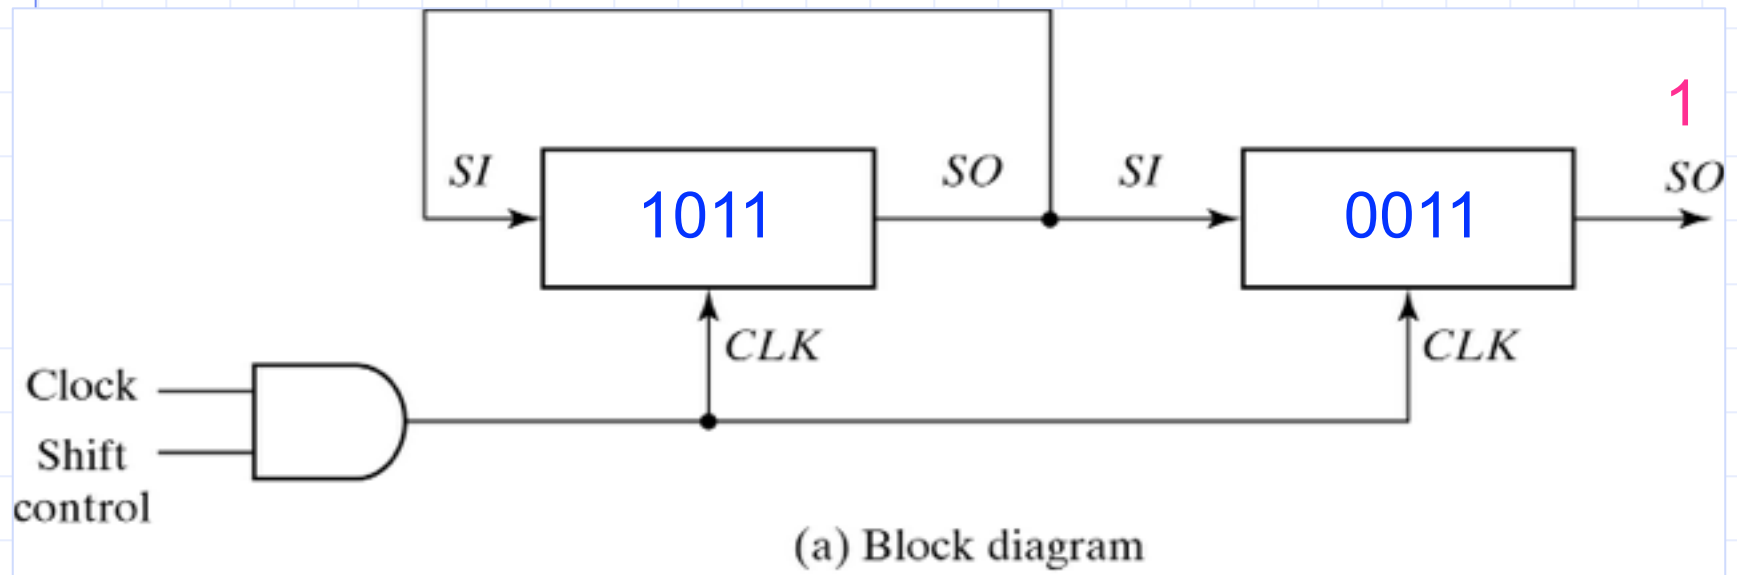 1
SI
1011
SO
SI
0011
SO
CLK
CLK
Clock
Shift
control
(a) Block diagram